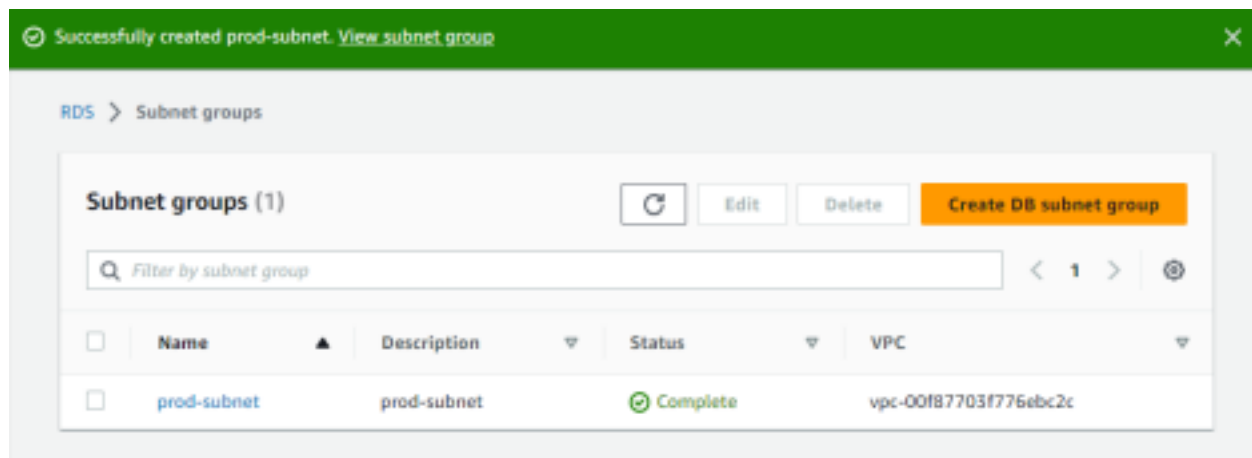 Successfully created prod-subnet. View subnet group
RDS > Subnet groups
Subnet groups (1)
Edit
Delete
Create DB subnet group
Filter by subnet group
1
Name Description Status VPC
prod-subnet prod-subnet Complete vpc-00f87703f776ebc2c